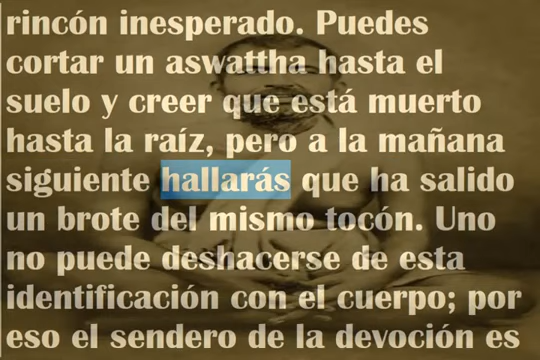 rincón inesperado. Puedes
cortar un aswattha hasta el
suelo y creer que está muerto
hasta la raíz, pero a la mañana
siguiente hallarás que ha salido
un brote del mismo tocón. Uno
no puede deshacerse de esta
identificación con el cuerpo; por
eso el sendero de la devoción es